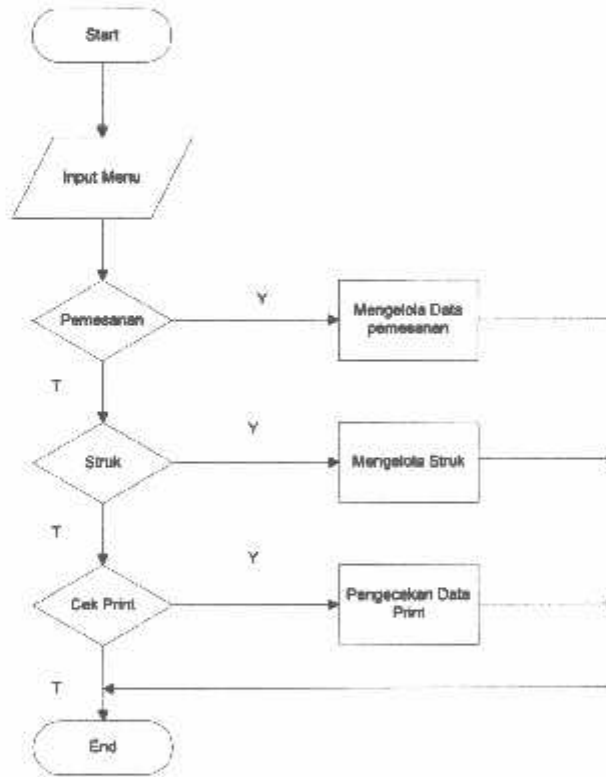 Start
Input Menu
Pemesanan
Y
Mengelola Data
pemesanan
T
Struk
Y
Mengelola Struk
T
Cek Print
Y
Pengecekan Data
Print
T
End